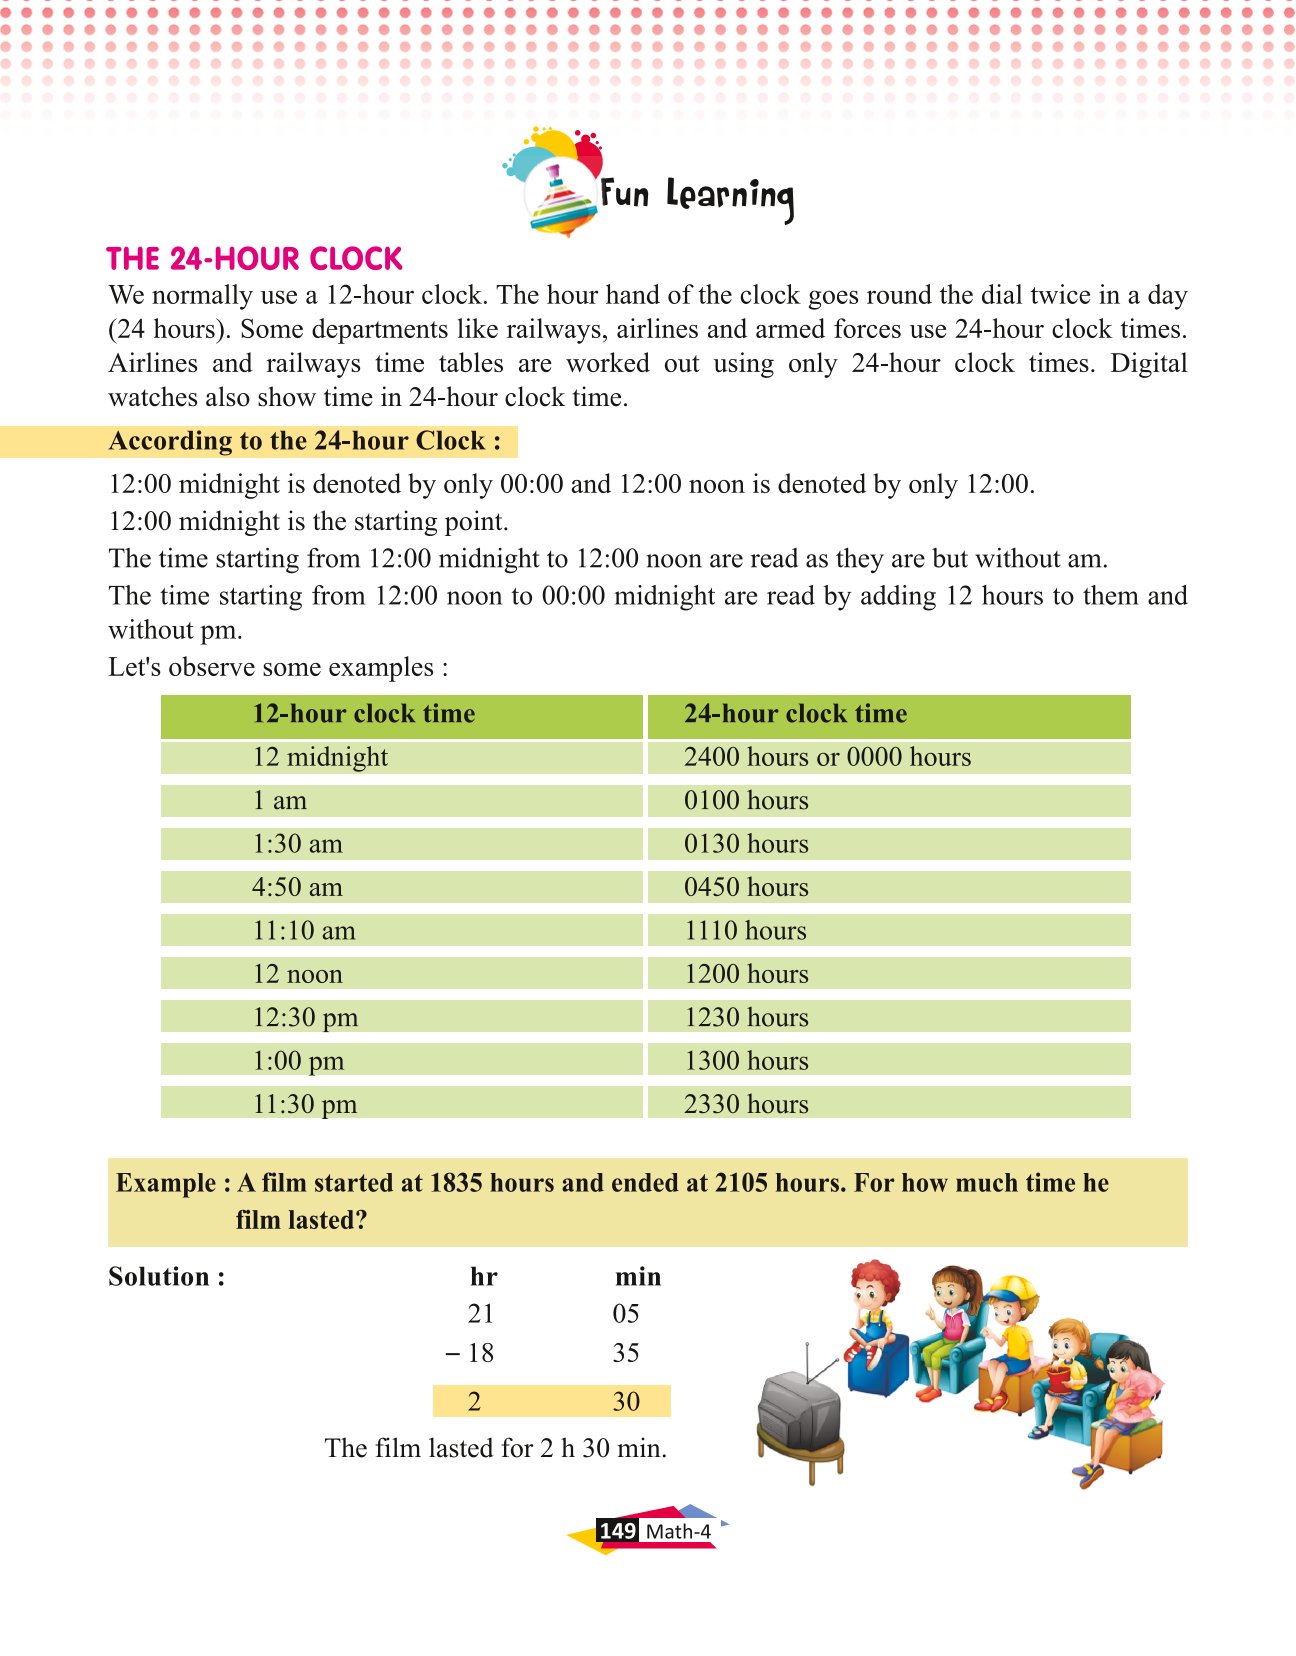 Fun Learning
THE 24-HOUR CLOCK
We normally use a 12-hour clock. The hour hand of the clock goes round the dial twice in a day
(24 hours). Some departments like railways, airlines and armed forces use 24-hour clock times.
Airlines and railways time tables are worked out using only 24-hour clock times. Digital
watches also show time in 24-hour clock time.
According to the 24-hour Clock :
12:00 midnight is denoted by only 00:00 and 12:00 noon is denoted by only 12:00.
12:00 midnight is the starting point.
The time starting from 12:00 midnight to 12:00 noon are read as they are but without am.
The time starting from 12:00 noon to 00:00 midnight are read by adding 12 hours to them and
without pm.
Let's observe some examples :
12-hour clock time 24-hour clock time
12 midnight 2400 hours or 0000 hours
1 am 0100 hours
1:30 am 0130 hours
4:50 am 0450 hours
11:10 am 1110 hours
12 noon 1200 hours
12:30 pm 1230 hours
1:00 pm 1300 hours
11:30 pm 2330 hours
Example : A film started at 1835 hours and ended at 2105 hours. For how much time he
film lasted?
Solution : hr min
21 05
– 18 35
2 30
The film lasted for 2 h 30 min.
149 Math-4